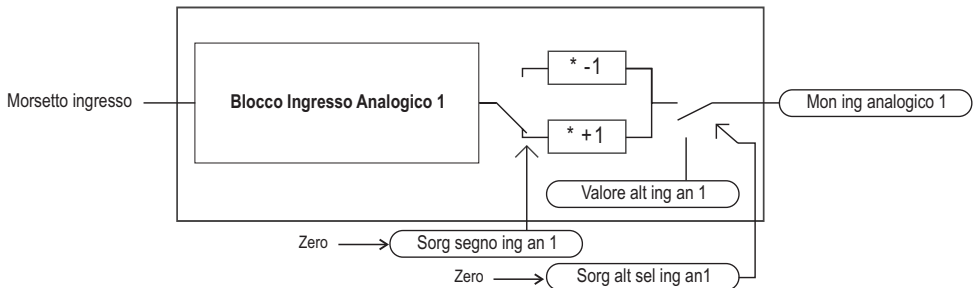 * -1
Morsetto ingresso
Blocco Ingresso Analogico 1
Mon ing analogico 1
* +1
Valore alt ing an 1
Zero
Sorg segno ing an 1
Zero
Sorg alt sel ing an1